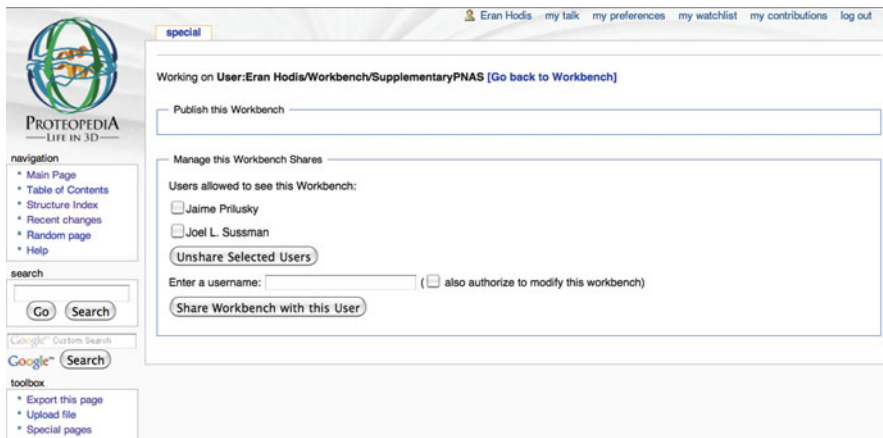 Eran Hodis my talk my preferences my watchlist my contributions log out
special
Working on User:Eran Hodis/Workbench/SupplementaryPNAS [Go back to Workbench]
Publish this Workbench
Manage this Workbench Shares
Users allowed to see this Workbench:
Jaime Prilusky
Joel L. Sussman
Unshare Selected Users
Enter a username: ( also authorize to modify this workbench)
Share Workbench with this User
PROTEOPEDIA
LIFE IN 3D
navigation
Main Page
Table of Contents
Structure Index
Recent changes
Random page
Help
search
Go Search
Google™ Custom Search
Google™ Search
toolbox
Export this page
Upload file
Special pages